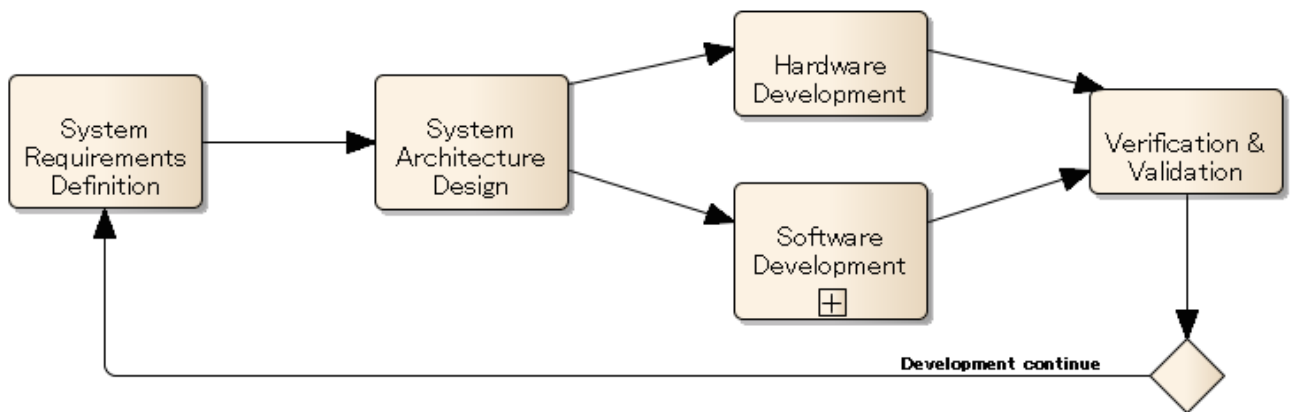 System
Requirements
Definition
System
Architecture
Design
Hardware
Development
Software
Development
Verification &
Validation
Development continue